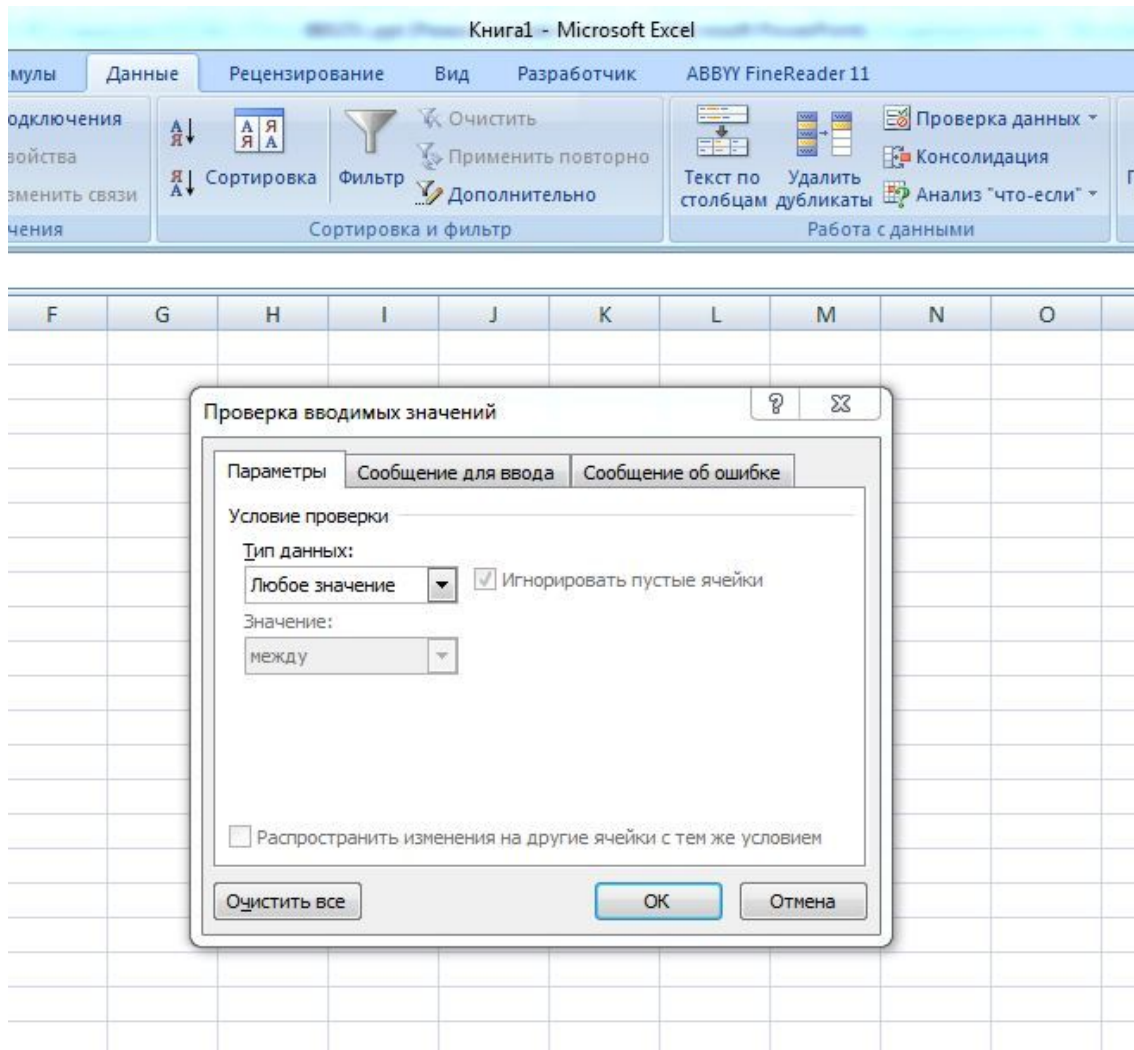 Книга1 - Microsoft Excel
мулы Данные Рецензирование Вид Разработчик ABBYY FineReader 11
одключения
войства
зменить связи
чения
А Я
Я А
А Я
Я А
Сортировка
Фильтр
Очистить
Применить повторно
Дополнительно
Сортировка и фильтр
Текст по столбцам
Удалить дубликаты
Проверка данных
Консолидация
Анализ "что-если"
Работа с данными
F G H I J K L M N O
Проверка вводимых значений
Параметры Сообщение для ввода Сообщение об ошибке
Условие проверки
Тип данных:
Любое значение
Игнорировать пустые ячейки
Значение:
между
Распространить изменения на другие ячейки с тем же условием
Очистить все ОК Отмена